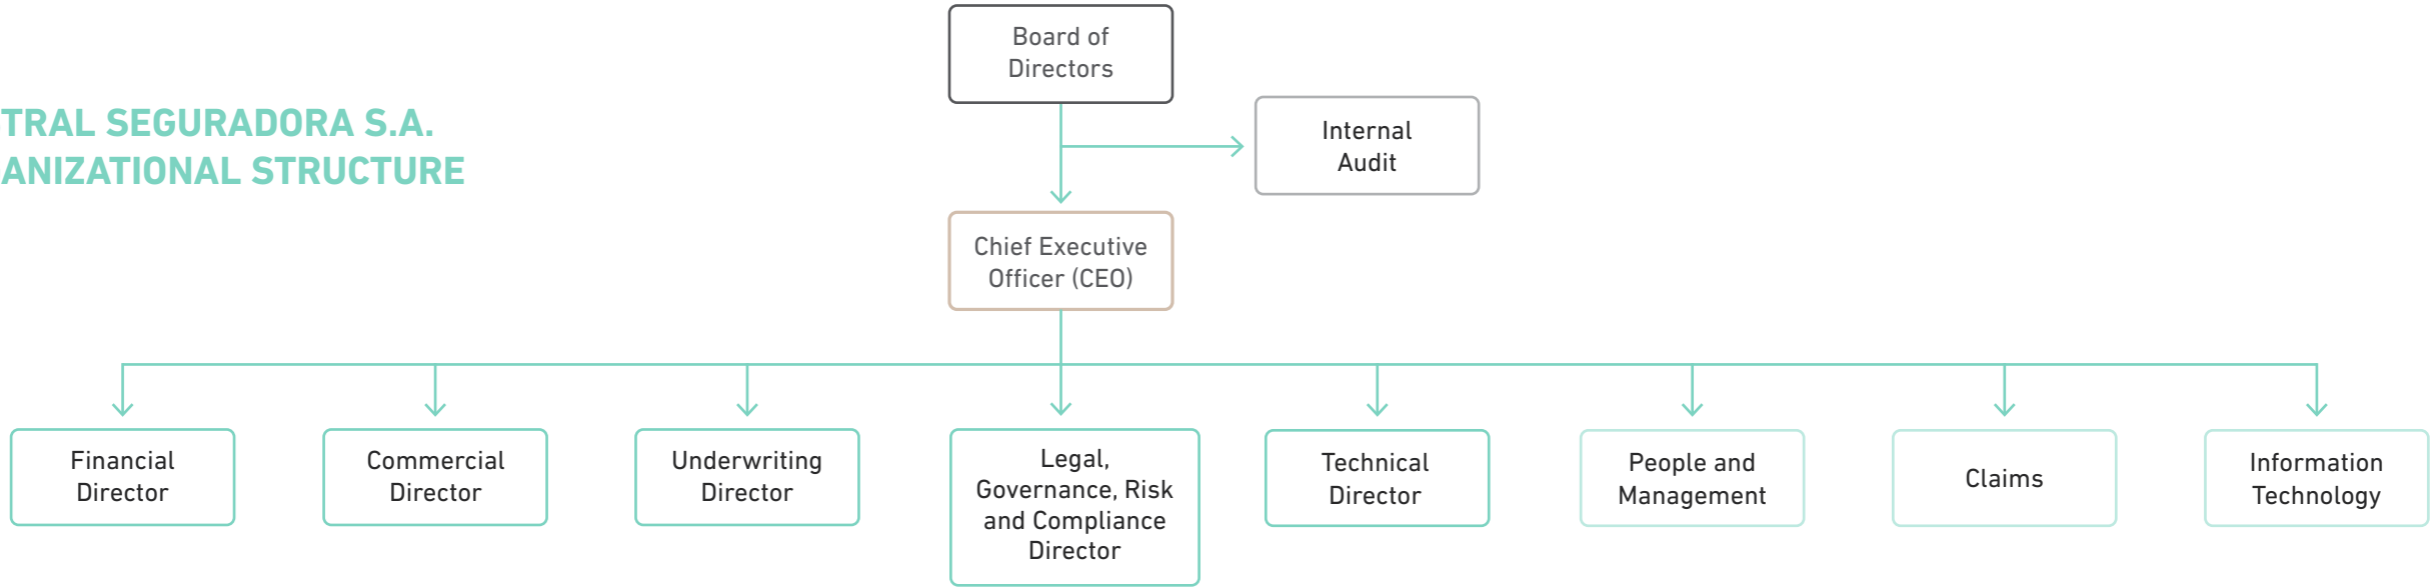 Board of
Directors
TRAL SEGURADORA S.A.
ANIZATIONAL STRUCTURE
Internal
Audit
Chief Executive
Officer (CEO)
Financial
Director
Commercial
Director
Underwriting
Director
Legal,
Governance, Risk
and Compliance
Director
Technical
Director
People and
Management
Claims
Information
Technology